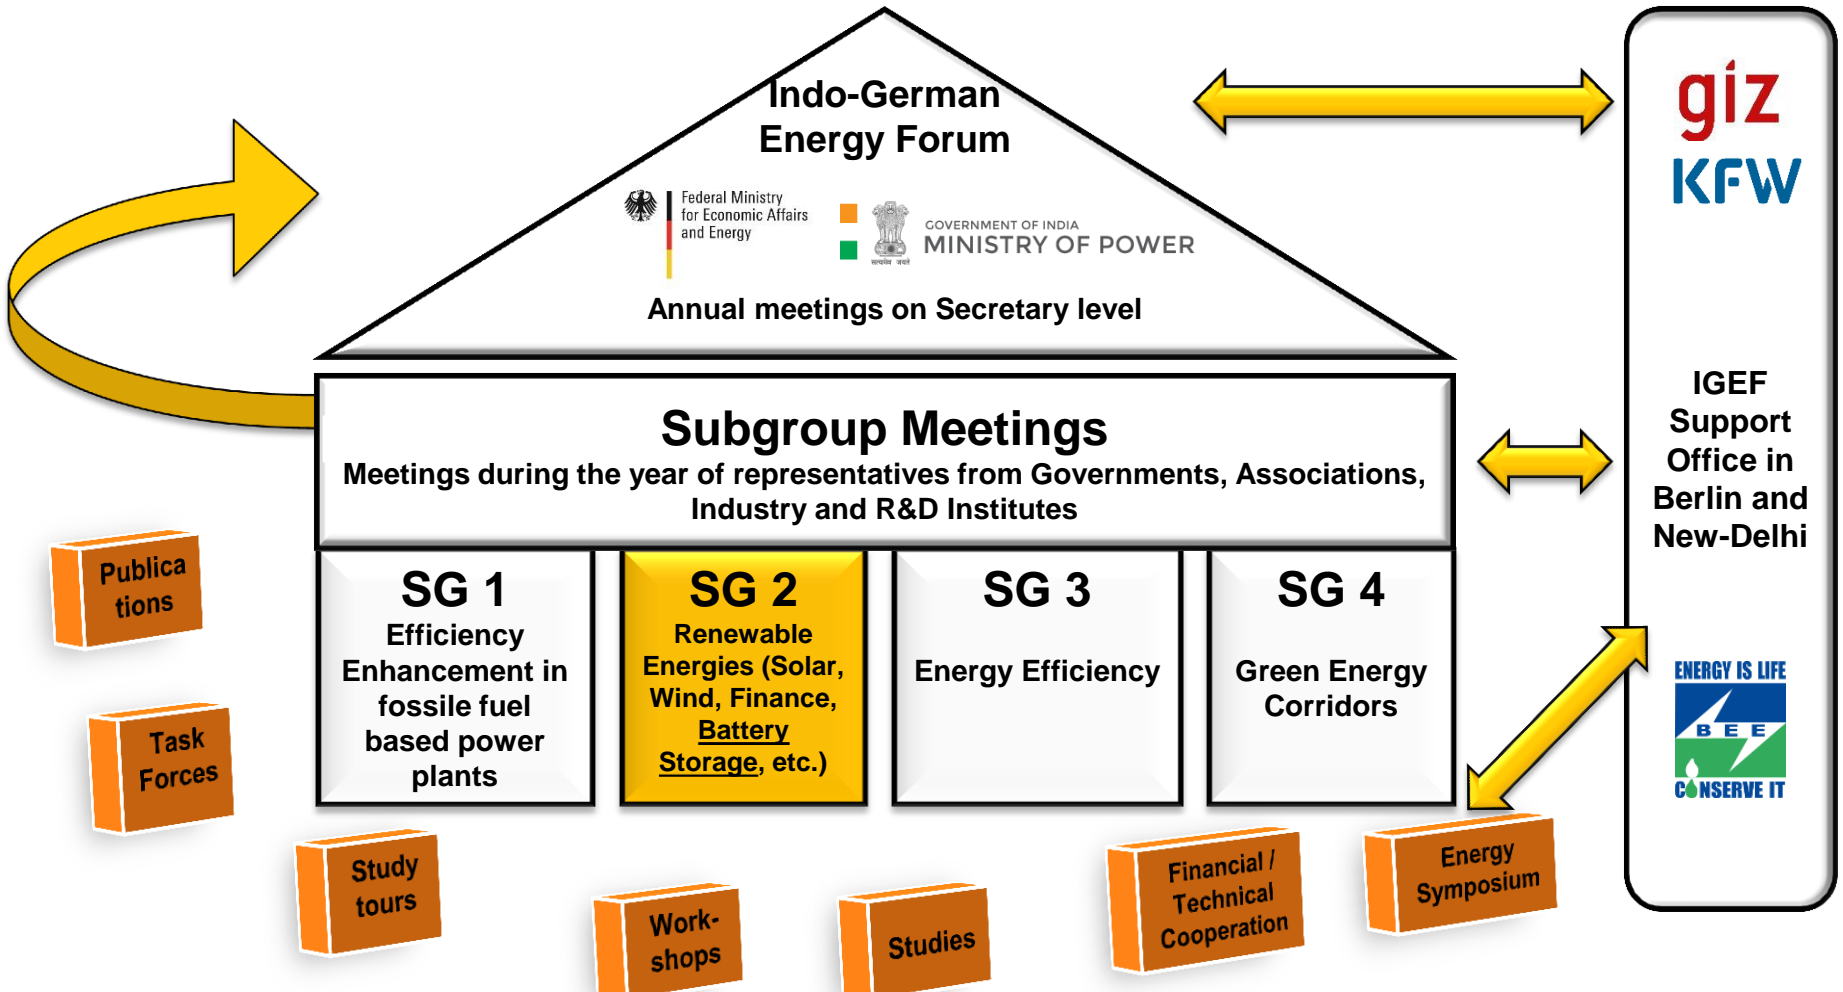 Indo-German
Energy Forum
Federal Ministry
for Economic Affairs
and Energy
सत्यमेव जयते
GOVERNMENT OF INDIA
MINISTRY OF POWER
Annual meetings on Secretary level
Subgroup Meetings
Meetings during the year of representatives from Governments, Associations,
Industry and R&D Institutes
SG 1
Efficiency
Enhancement in
fossile fuel
based power
plants
SG 2
Renewable
Energies (Solar,
Wind, Finance,
Battery
Storage, etc.)
SG 3
Energy Efficiency
SG 4
Green Energy
Corridors
Publica
tions
Task
Forces
Study
tours
Work-
shops
Studies
Financial /
Technical
Cooperation
Energy
Symposium
giz
KFW
IGEF
Support
Office in
Berlin and
New-Delhi
ENERGY IS LIFE
BEE
CONSERVE IT